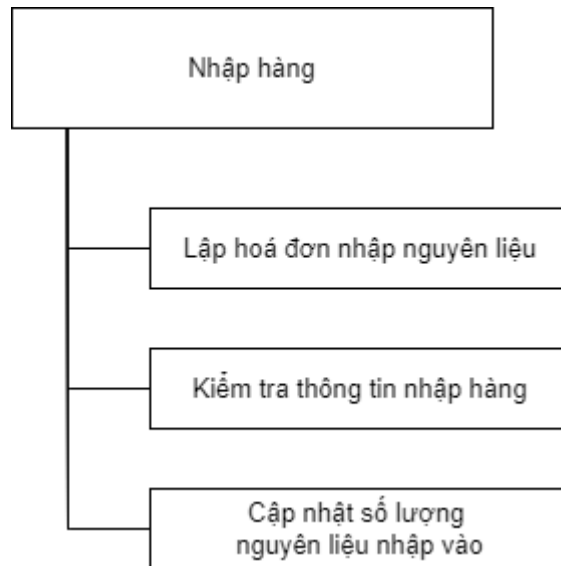 Nhập hàng
Lập hoá đơn nhập nguyên liệu
Kiểm tra thông tin nhập hàng
Cập nhật số lượng
nguyên liệu nhập vào